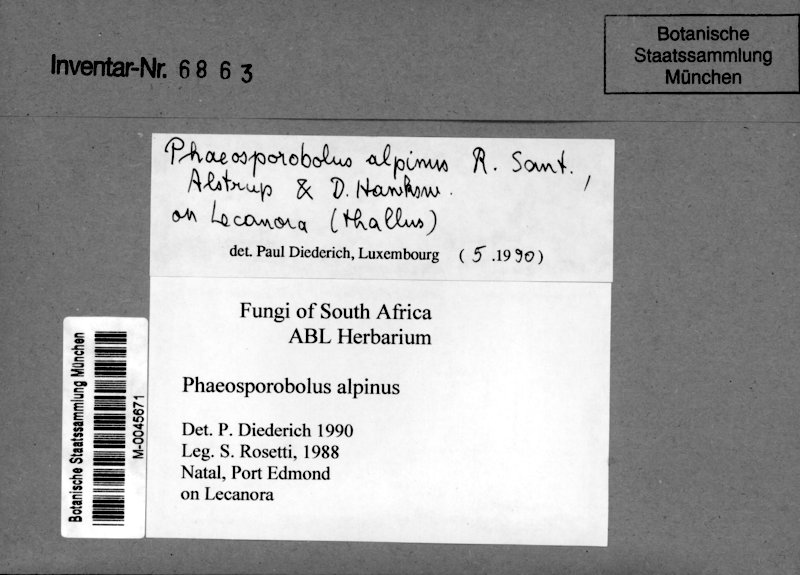 Inventar-Nr. 6863
Botanische
Staatssammlung
München
Phaeosporobolus alpinus R. Sant.,
Alstrup & D. Hawksw.
on Lecanora (thallus)
det. Paul Diederich, Luxembourg (5.1990)
Fungi of South Africa
ABL Herbarium
Phaeosporobolus alpinus
Det. P. Diederich 1990
Leg. S. Rosetti, 1988
Natal, Port Edmond
on Lecanora
Botanische Staatssammlung München
M-0045671